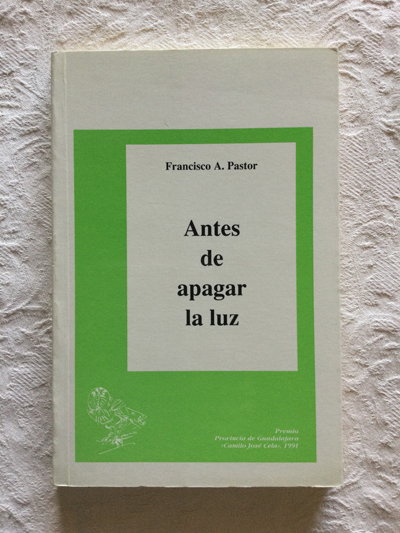 Francisco A. Pastor
Antes
de
apagar
la luz
Premio
Provincia de Guadalajara
«Camilo José Cela», 1991